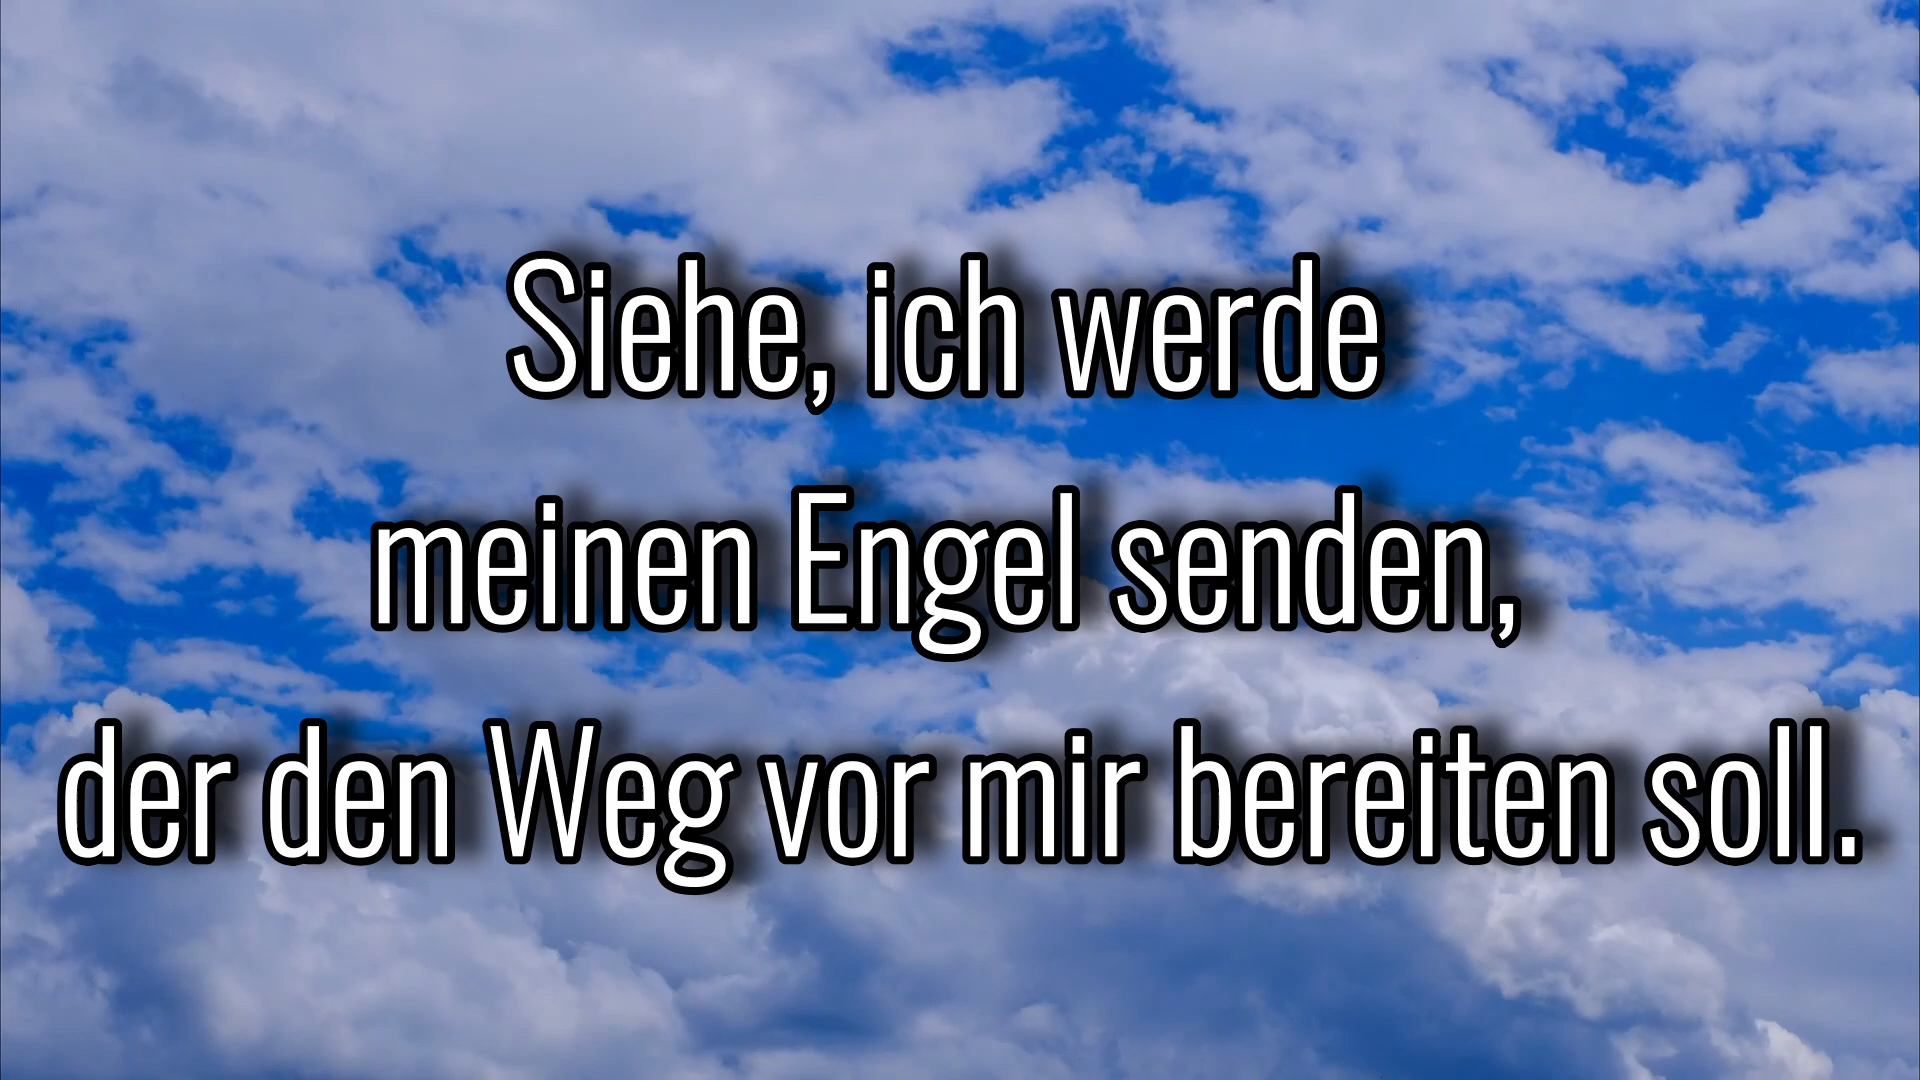 Siehe, ich werde
meinen Engel senden,
der den Weg vor mir bereiten soll.